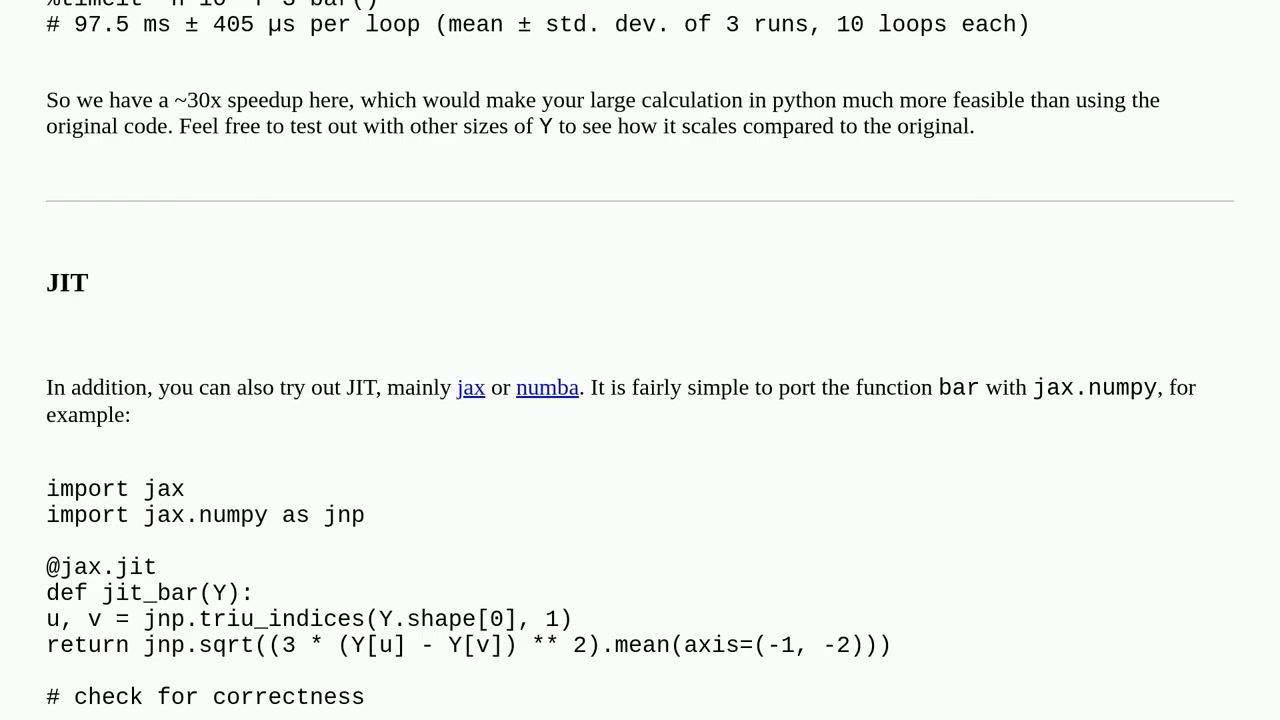 %timeit -n 10 -r 3 bar()
# 97.5 ms ± 405 µs per loop (mean ± std. dev. of 3 runs, 10 loops each)
So we have a ~30x speedup here, which would make your large calculation in python much more feasible than using the
original code. Feel free to test out with other sizes of Y to see how it scales compared to the original.
JIT
In addition, you can also try out JIT, mainly jax or numba. It is fairly simple to port the function bar with jax.numpy, for
example:
import jax
import jax.numpy as jnp
@jax.jit
def jit_bar(Y):
u, v = jnp.triu_indices(Y.shape[0], 1)
return jnp.sqrt((3 * (Y[u] - Y[v]) ** 2).mean(axis=(-1, -2)))
# check for correctness